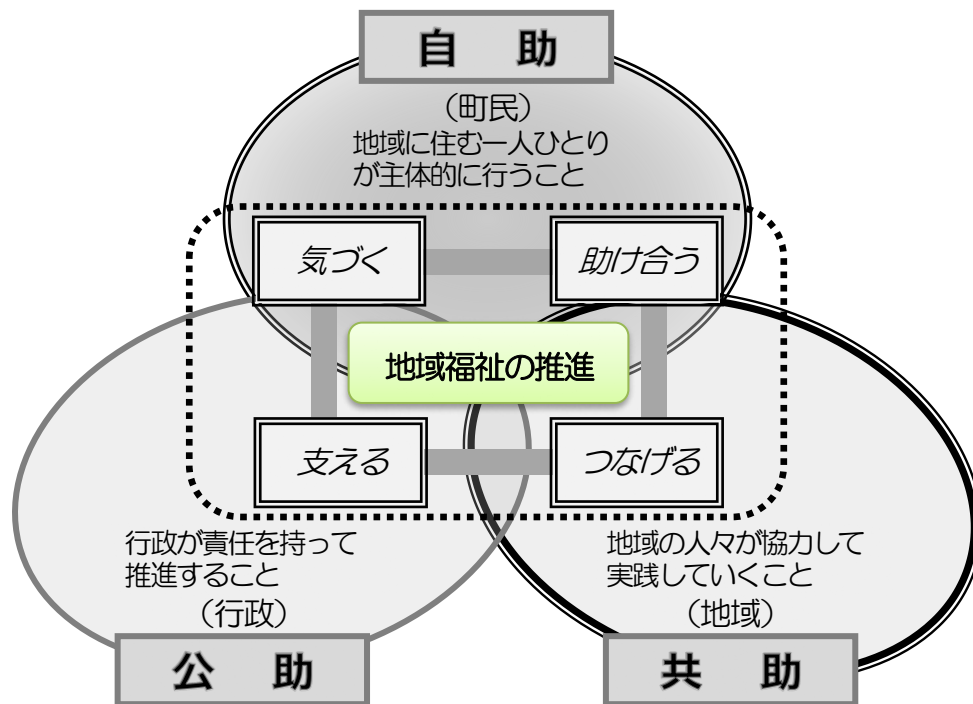 自 助
（町民）
地域に住む一人ひとり
が主体的に行うこと
気づく
助け合う
地域福祉の推進
支える
つなげる
行政が責任を持って
推進すること
（行政）
公 助
地域の人々が協力して
実践していくこと
（地域）
共 助